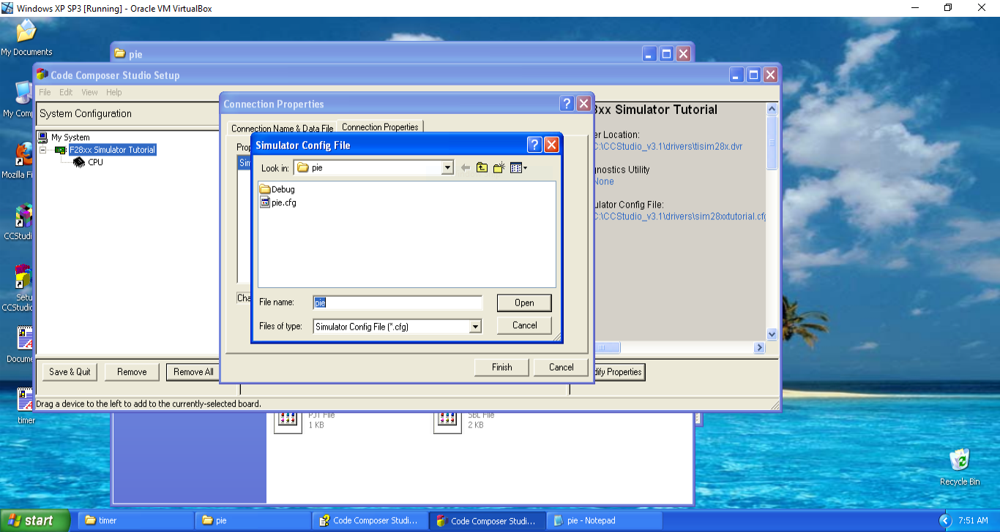 Windows XP SP3 [Running] - Oracle VM VirtualBox
My Documents
pie
Code Composer Studio Setup
File Edit View Help
System Configuration
My System
F28xx Simulator Tutorial
CPU
Connection Properties
Connection Name & Data File
Connection Properties
Simulator Config File
Look in:
pie
Debug
pie.cfg
File name:
pie
Open
Files of type:
Simulator Config File (*.cfg)
Cancel
Finish
Cancel
xx Simulator Tutorial
er Location:
C:\CCStudio_v3.1\drivers\tisim28x.dvr
nostics Utility
None
ulator Config File:
C:\CCStudio_v3.1\drivers\sim28xxtutorial.cfg
Save & Quit
Remove
Remove All
dify Properties
Drag a device to the left to add to the currently-selected board.
My Comp
Mozilla Fi
CCStudi
Setu
CCStudio
Docume
timer
PJT File
1 KB
SBL File
2 KB
Recycle Bin
start
timer
pie
Code Composer Studi...
Code Composer Studi...
pie - Notepad
7:51 AM